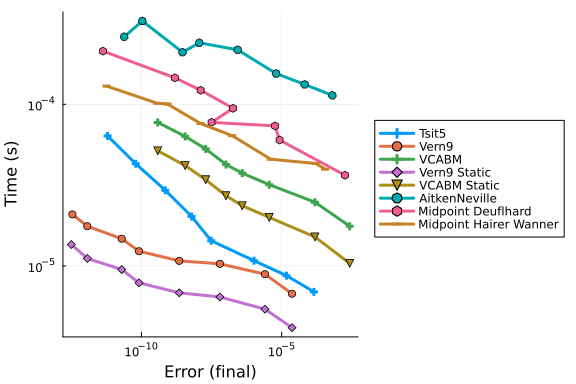 Time (s)
10⁻⁴
10⁻⁵
10⁻¹⁰
10⁻⁵
Error (final)
Tsit5
Vern9
VCABM
Vern9 Static
VCABM Static
AitkenNeville
Midpoint Deuflhard
Midpoint Hairer Wanner